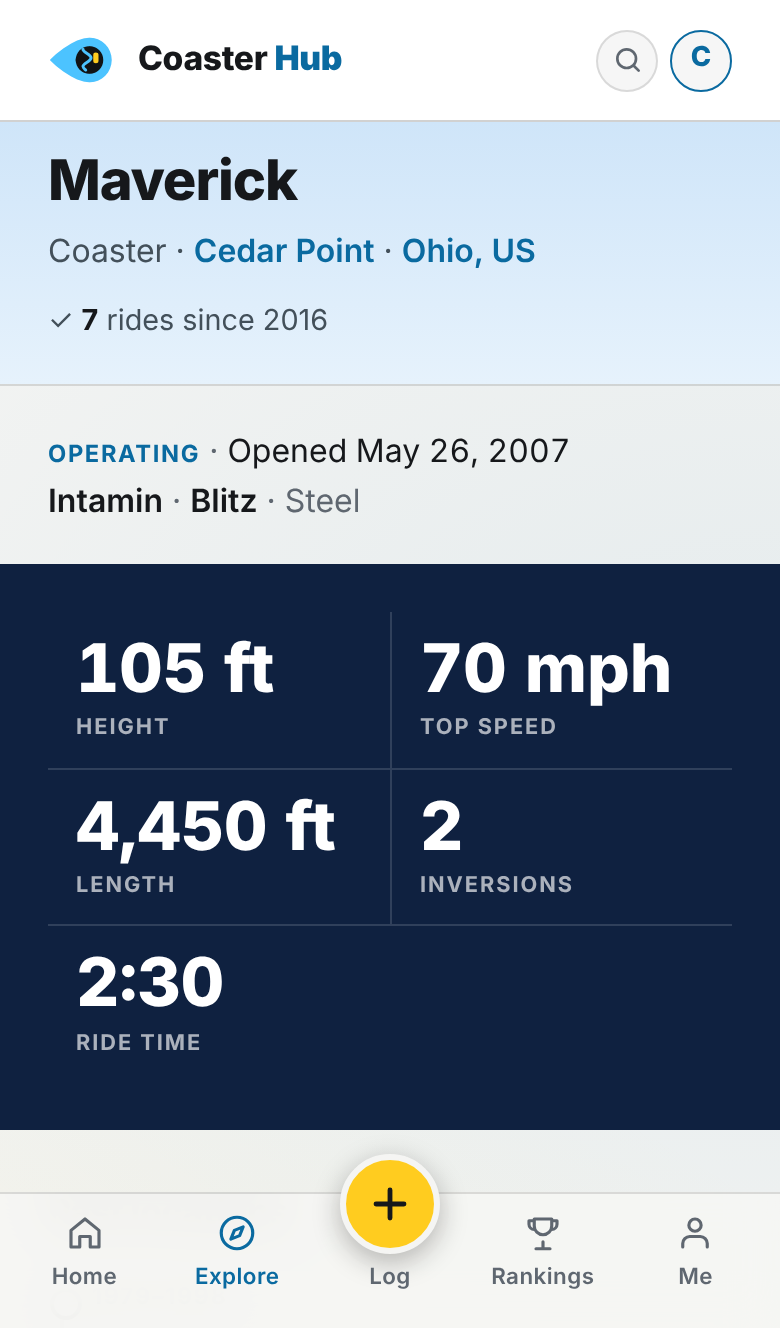 Coaster Hub
C
Maverick
Coaster · Cedar Point · Ohio, US
✓ 7 rides since 2016
OPERATING · Opened May 26, 2007
Intamin · Blitz · Steel
105 ft
HEIGHT
70 mph
TOP SPEED
4,450 ft
LENGTH
2
INVERSIONS
2:30
RIDE TIME
Home
Explore
Log
Rankings
Me